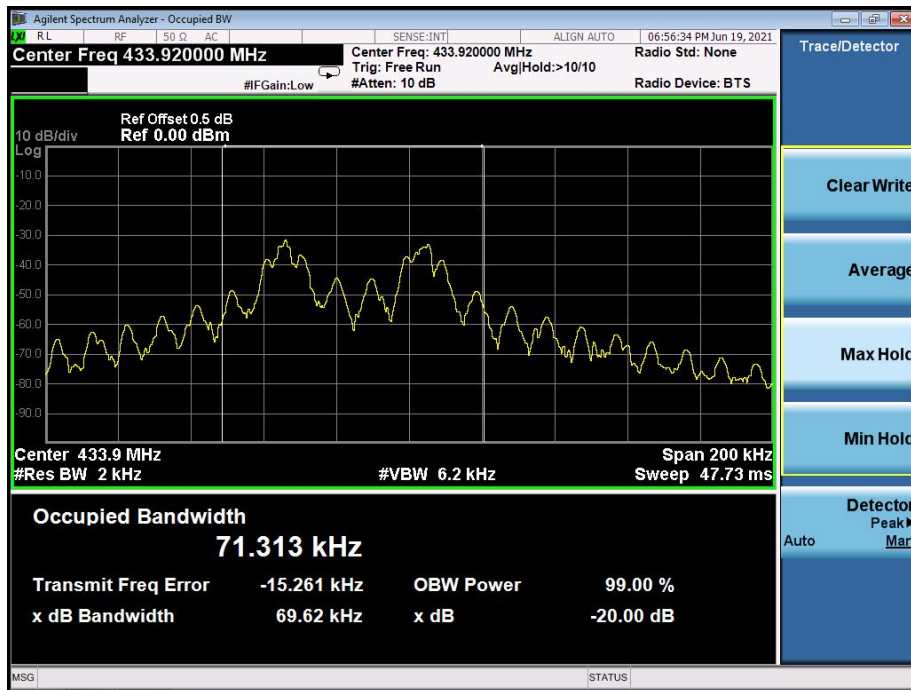 Agilent Spectrum Analyzer - Occupied BW
LXI RL RF 50 Ω AC SENSE:INT ALIGN AUTO 06:56:34 PM Jun 19, 2021
Center Freq 433.920000 MHz
Center Freq: 433.920000 MHz
Radio Std: None
Trig: Free Run Avg|Hold:>10/10
#IFGain:Low
#Atten: 10 dB
Radio Device: BTS
Trace/Detector
Ref Offset 0.5 dB
10 dB/div Ref 0.00 dBm
Log
-10.0
-20.0
-30.0
-40.0
-50.0
-60.0
-70.0
-80.0
-90.0
Center 433.9 MHz Span 200 kHz
#Res BW 2 kHz #VBW 6.2 kHz Sweep 47.73 ms
Clear Write
Average
Max Hold
Min Hold
Detector
Peak
Auto Man
Occupied Bandwidth
71.313 kHz
Transmit Freq Error -15.261 kHz OBW Power 99.00 %
x dB Bandwidth 69.62 kHz x dB -20.00 dB
MSG STATUS